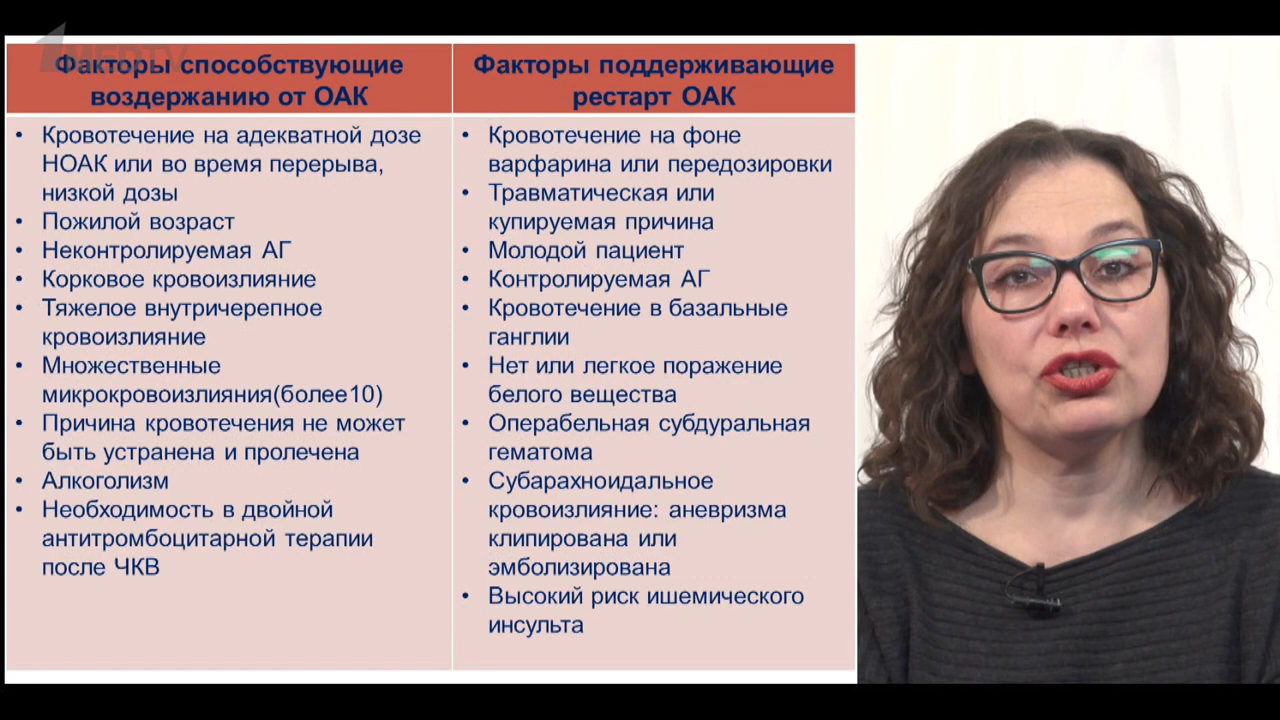 MEDTV
Факторы способствующие
воздержанию от ОАК
• Кровотечение на адекватной дозе
НОАК или во время перерыва,
низкой дозы
• Пожилой возраст
• Неконтролируемая АГ
• Корковое кровоизлияние
• Тяжелое внутричерепное
кровоизлияние
• Множественные
микрокровоизлияния(более10)
• Причина кровотечения не может
быть устранена и пролечена
• Алкоголизм
• Необходимость в двойной
антитромбоцитарной терапии
после ЧКВ
Факторы поддерживающие
рестарт ОАК
• Кровотечение на фоне
варфарина или передозировки
• Травматическая или
купируемая причина
• Молодой пациент
• Контролируемая АГ
• Кровотечение в базальные
ганглии
• Нет или легкое поражение
белого вещества
• Операбельная субдуральная
гематома
• Субарахноидальное
кровоизлияние: аневризма
клипирована или
эмболизирована
• Высокий риск ишемического
инсульта